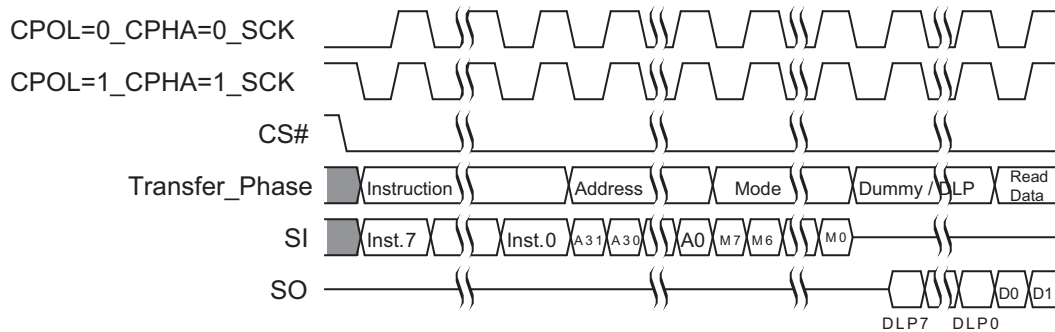 CPOL=0_CPHA=0_SCK
CPOL=1_CPHA=1_SCK
CS#
Transfer_Phase Instruction Address Mode Dummy / DLP Read Data
SI Inst.7 Inst.0 A31 A30 A0 M7 M6 M0
SO D0 D1
DLP7 DLP0